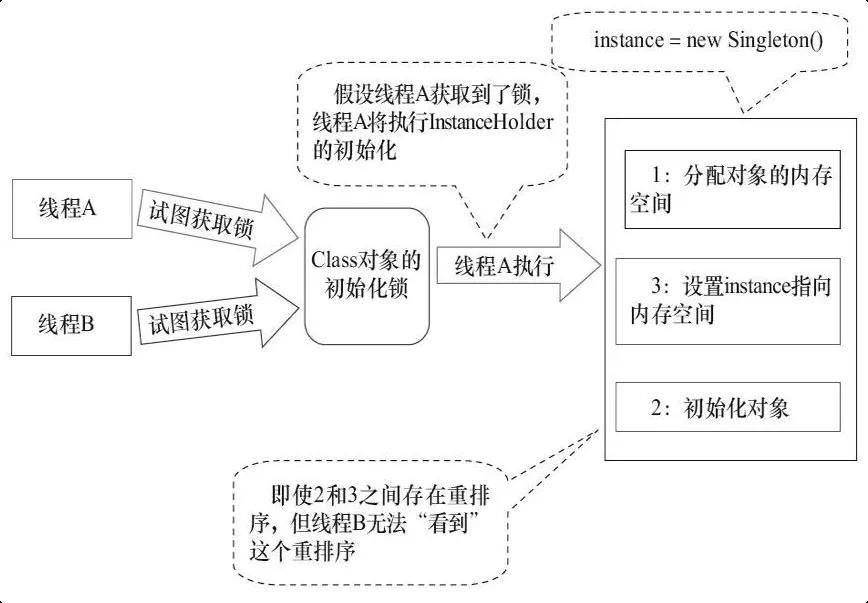 instance = new Singleton()
假设线程A获取到了锁，
线程A将执行InstanceHolder
的初始化
1：分配对象的内存
空间
线程A
试图获取锁
Class对象的
初始化锁
线程A执行
3：设置instance指向
内存空间
线程B
试图获取锁
2：初始化对象
即使2和3之间存在重排
序，但线程B无法“看到”
这个重排序